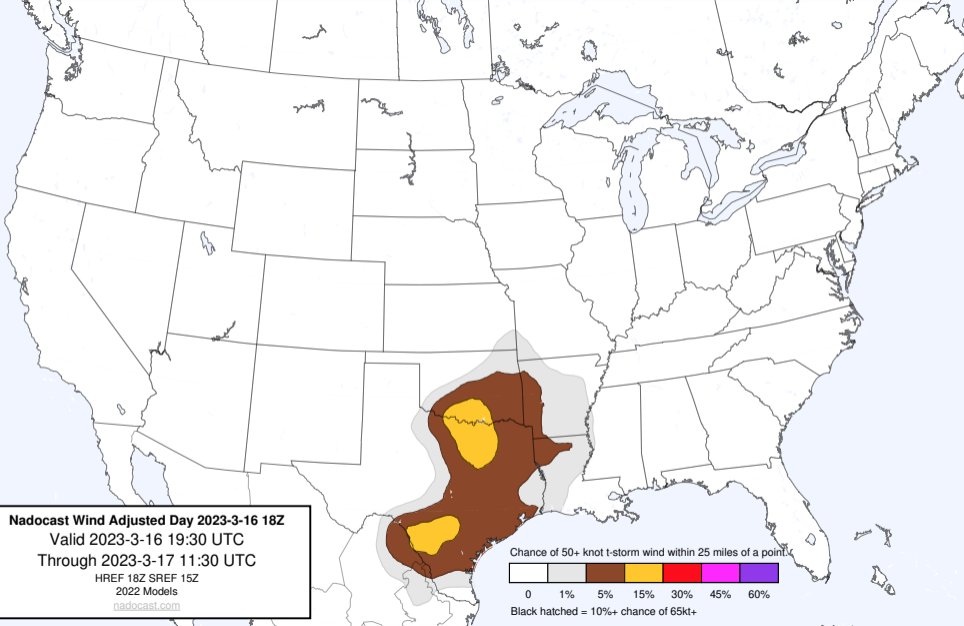 Nadocast Wind Adjusted Day 2023-3-16 18Z
Valid 2023-3-16 19:30 UTC
Through 2023-3-17 11:30 UTC
HREF 18Z SREF 15Z
2022 Models
nadocast.com
Chance of 50+ knot t-storm wind within 25 miles of a point.
0 1% 5% 15% 30% 45% 60%
Black hatched = 10%+ chance of 65kt+